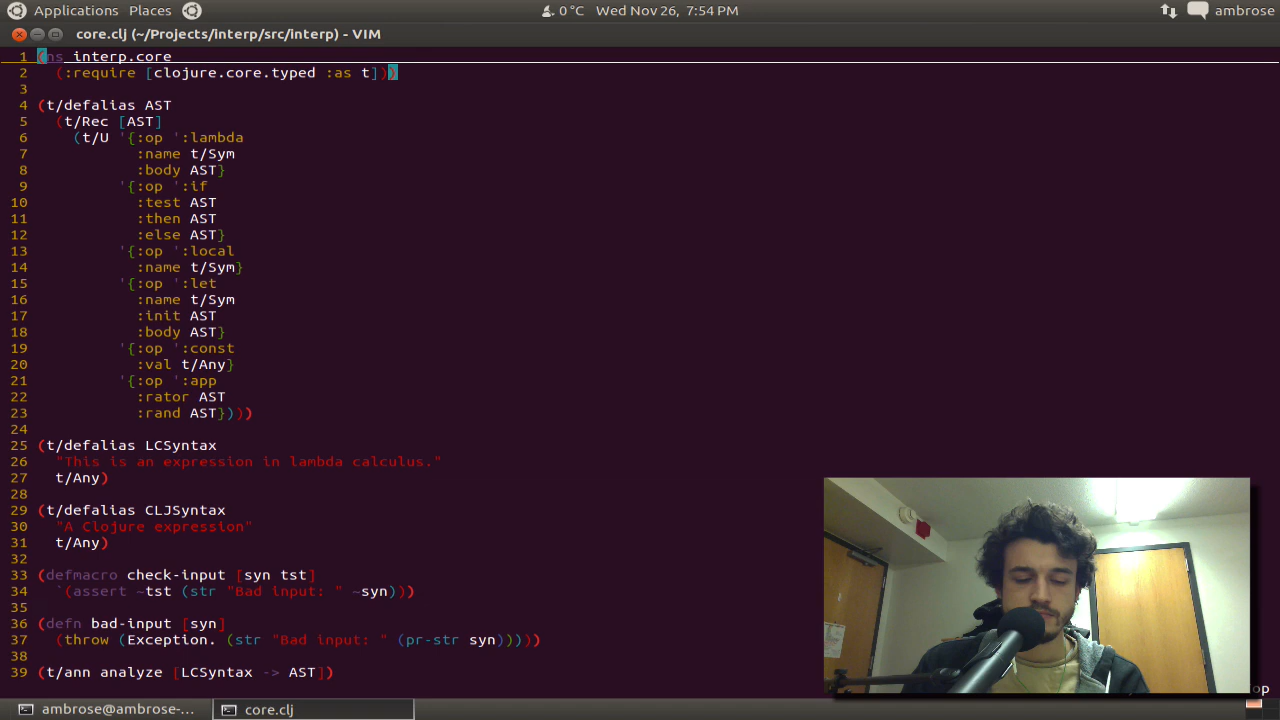 Applications Places 0 °C Wed Nov 26, 7:54 PM ambrose
core.clj (~/Projects/interp/src/interp) - VIM
1 (ns interp.core
2   (:require [clojure.core.typed :as t]))
3
4 (t/defalias AST
5   (t/Rec [AST]
6     (t/U '{:op ':lambda
7            :name t/Sym
8            :body AST}
9          '{:op ':if
10            :test AST
11            :then AST
12            :else AST}
13          '{:op ':local
14            :name t/Sym}
15          '{:op ':let
16            :name t/Sym
17            :init AST
18            :body AST}
19          '{:op ':const
20            :val t/Any}
21          '{:op ':app
22            :rator AST
23            :rand AST})))
24
25 (t/defalias LCSyntax
26   "This is an expression in lambda calculus."
27   t/Any)
28
29 (t/defalias CLJSyntax
30   "A Clojure expression"
31   t/Any)
32
33 (defmacro check-input [syn tst]
34   `(assert ~tst (str "Bad input: " ~syn)))
35
36 (defn bad-input [syn]
37   (throw (Exception. (str "Bad input: " (pr-str syn)))))
38
39 (t/ann analyze [LCSyntax -> AST])
ambrose@ambrose-... core.clj